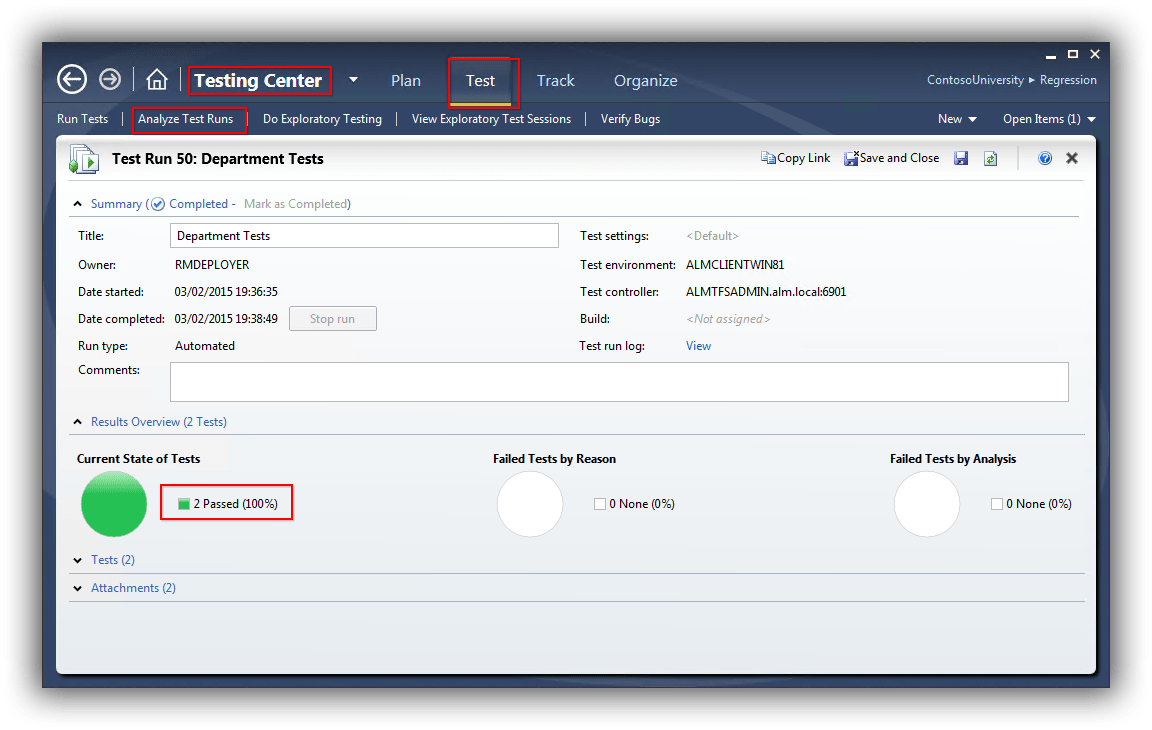 Testing Center Plan Test Track Organize ContosoUniversity ▸ Regression
Run Tests | Analyze Test Runs | Do Exploratory Testing | View Exploratory Test Sessions | Verify Bugs New Open Items (1)
Test Run 50: Department Tests Copy Link Save and Close
Summary (Completed - Mark as Completed)
Title: Department Tests Test settings: <Default>
Owner: RMDEPLOYER Test environment: ALMCLIENTWIN81
Date started: 03/02/2015 19:36:35 Test controller: ALMTFSADMIN.alm.local:6901
Date completed: 03/02/2015 19:38:49 Stop run Build: <Not assigned>
Run type: Automated Test run log: View
Comments:
Results Overview (2 Tests)
Current State of Tests Failed Tests by Reason Failed Tests by Analysis
2 Passed (100%) 0 None (0%) 0 None (0%)
Tests (2)
Attachments (2)